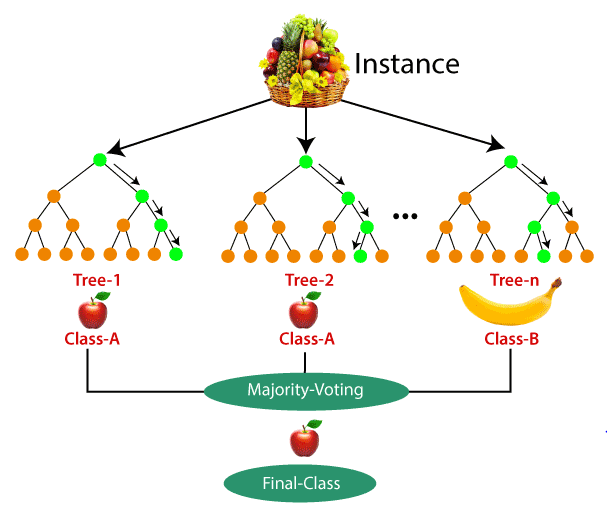 Instance
...
Tree-1
Tree-2
Tree-n
Class-A
Class-A
Class-B
Majority-Voting
Final-Class